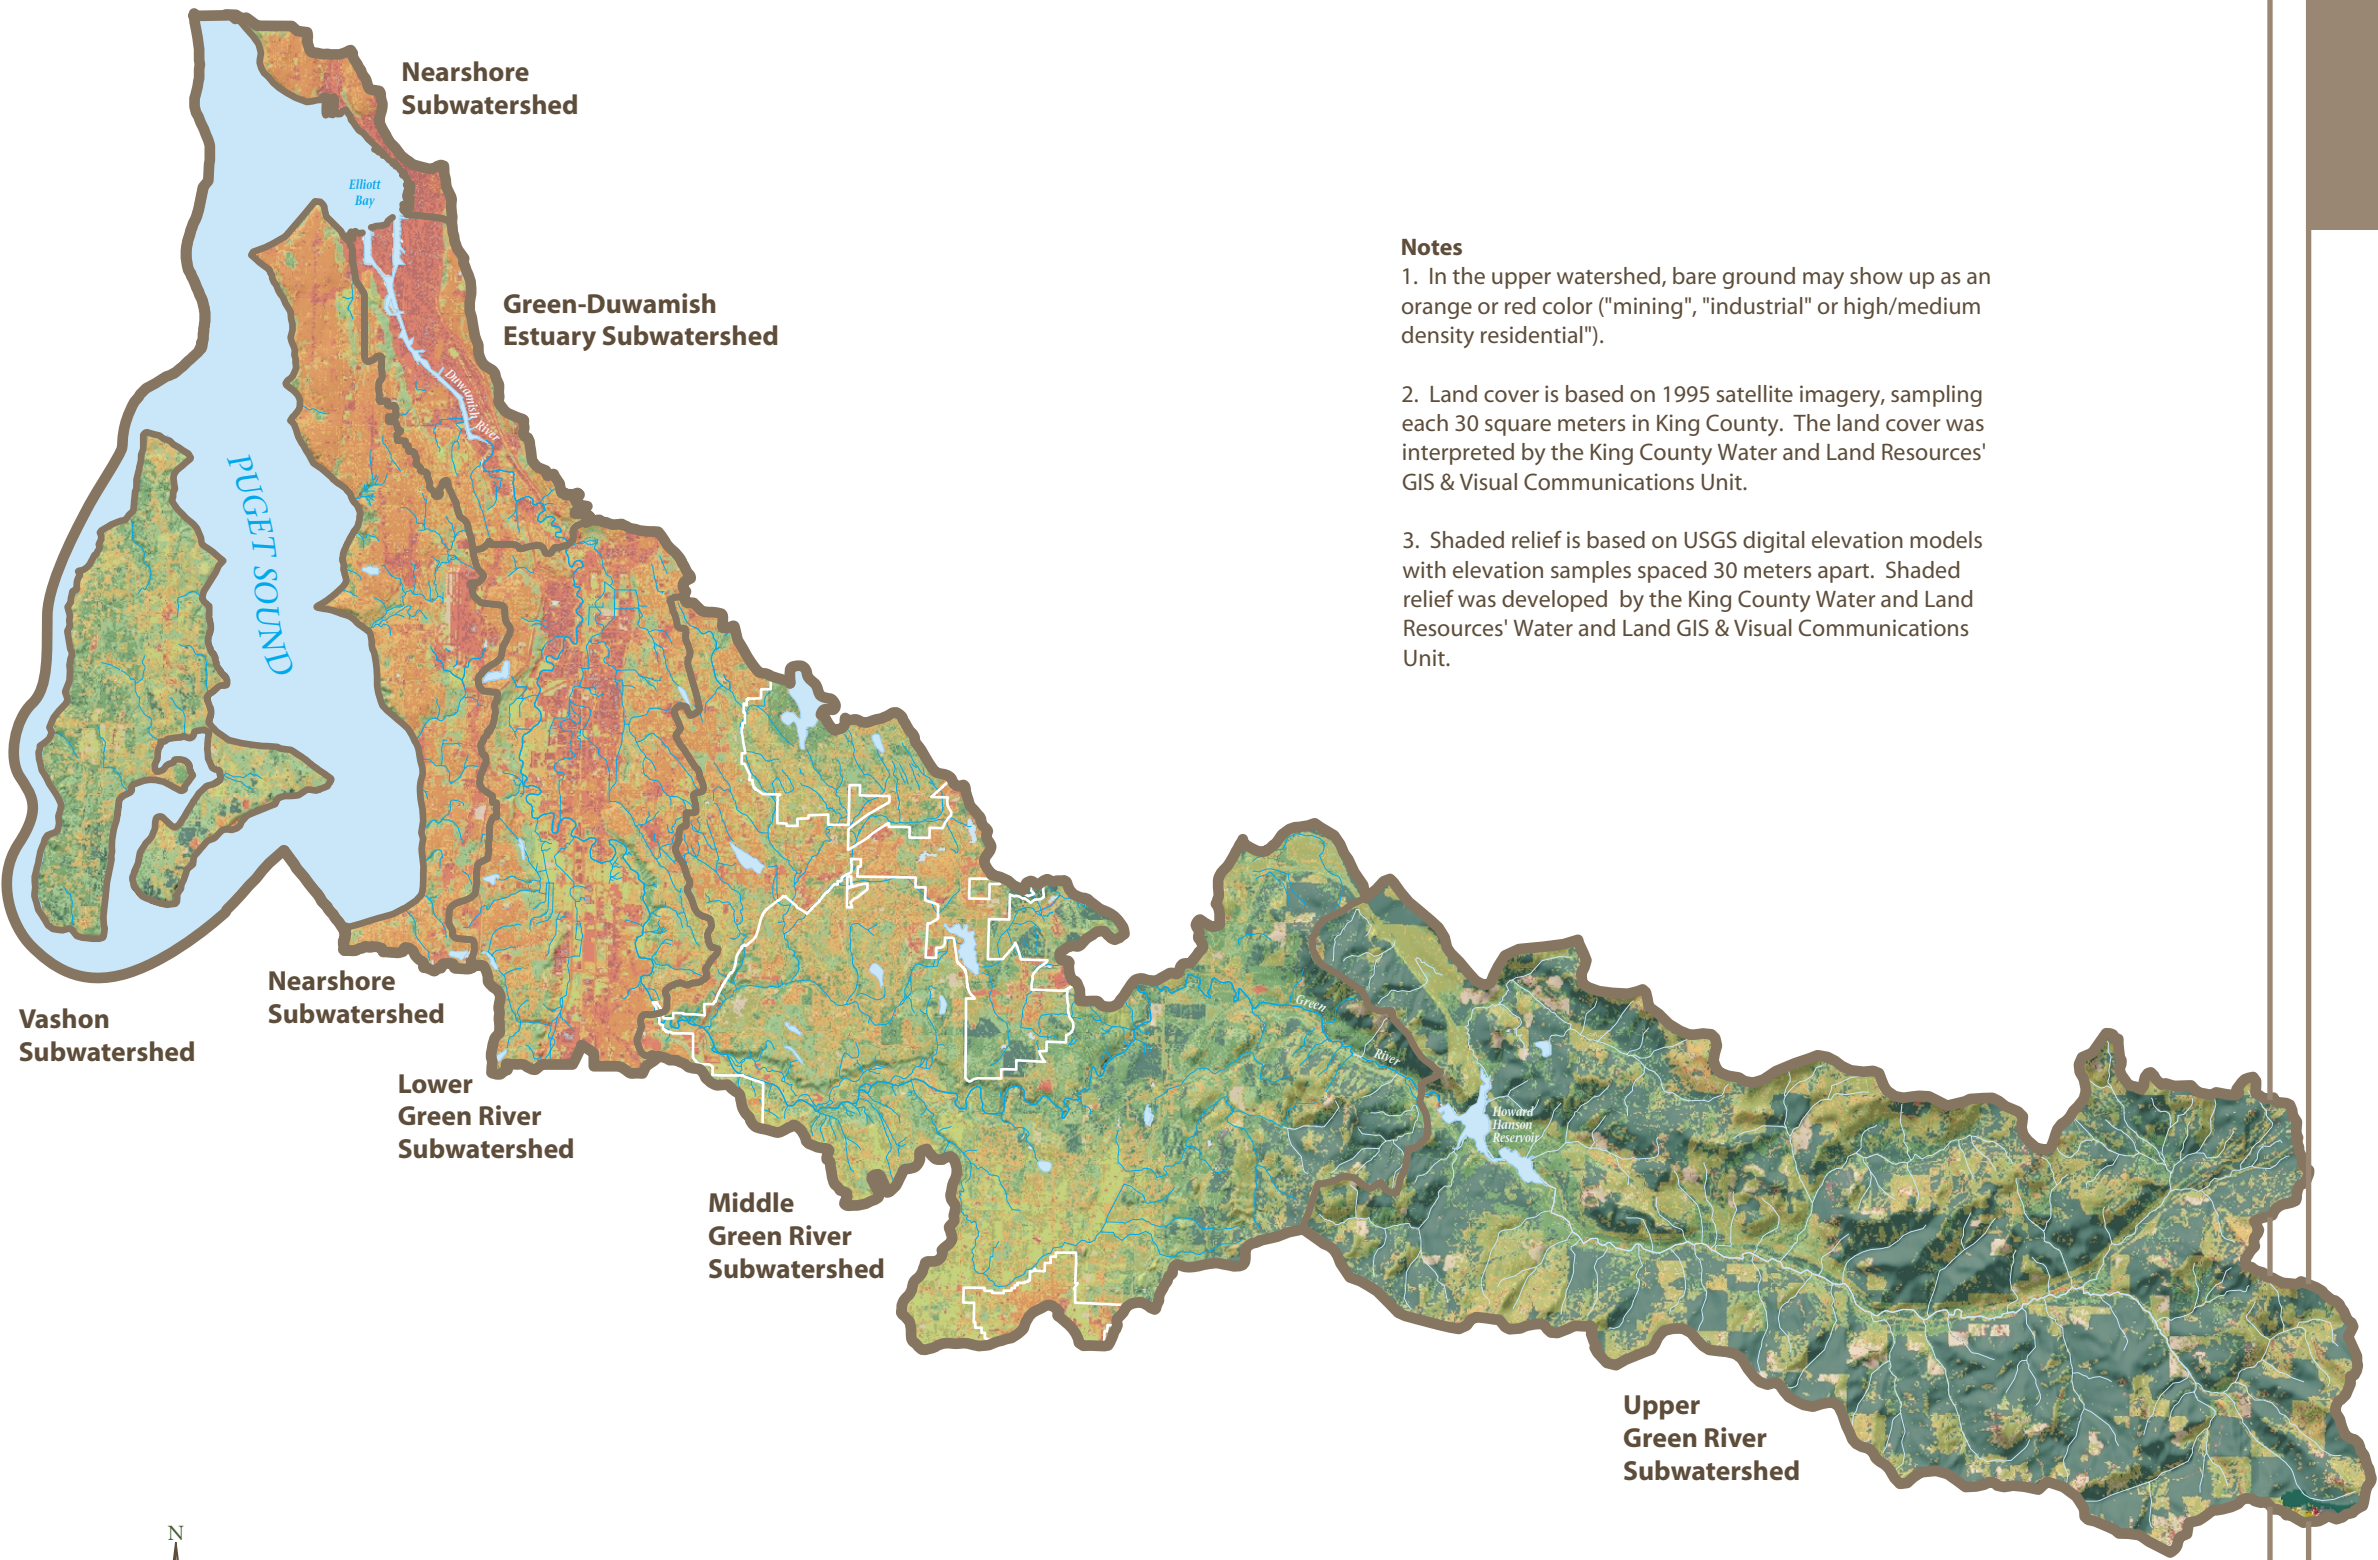 Nearshore
Subwatershed
Elliott
Bay
Green-Duwamish
Estuary Subwatershed
Duwamish
River
PUGET SOUND
Notes
1. In the upper watershed, bare ground may show up as an
orange or red color ("mining", "industrial" or high/medium
density residential").
2. Land cover is based on 1995 satellite imagery, sampling
each 30 square meters in King County. The land cover was
interpreted by the King County Water and Land Resources'
GIS & Visual Communications Unit.
3. Shaded relief is based on USGS digital elevation models
with elevation samples spaced 30 meters apart. Shaded
relief was developed by the King County Water and Land
Resources' Water and Land GIS & Visual Communications
Unit.
Nearshore
Subwatershed
Vashon
Subwatershed
Green
River
Lower
Green River
Subwatershed
Howard
Hanson
Reservoir
Middle
Green River
Subwatershed
Upper
Green River
Subwatershed
N